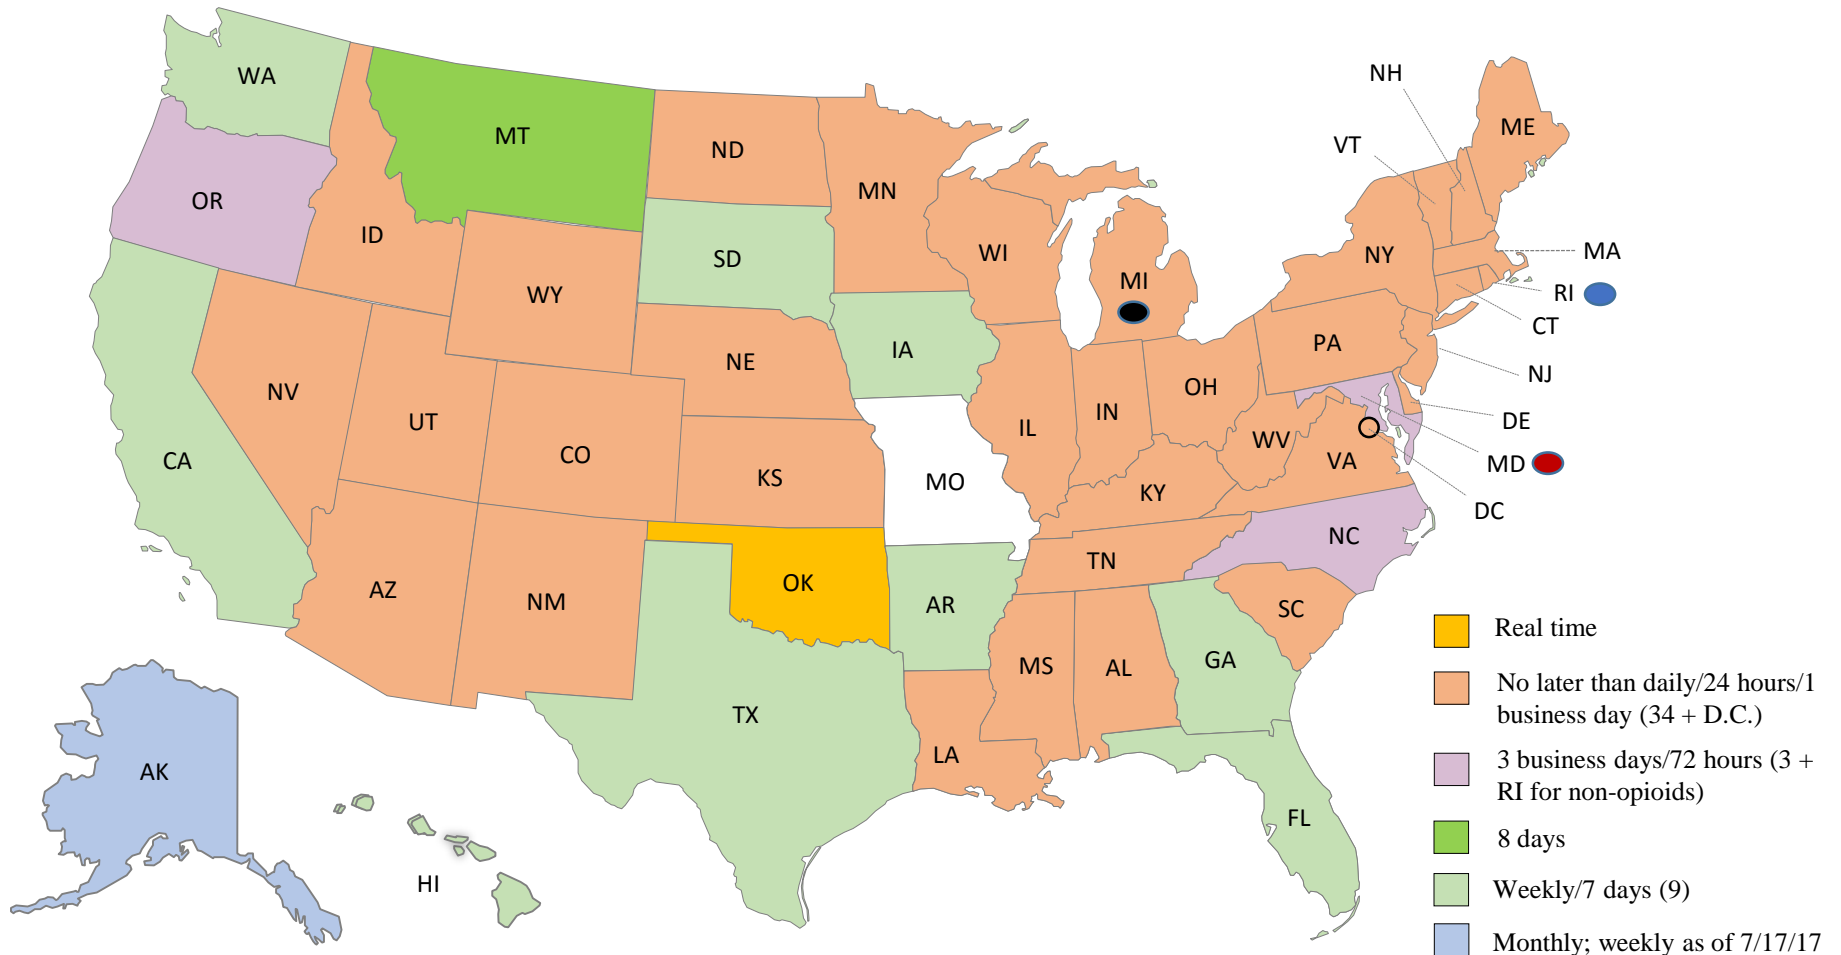 NH
WA
ME
MT
VT
ND
MN
OR
ID
MA
WI
NY
SD
MI
RI
WY
CT
PA
IA
NE
NJ
OH
NV
IN
UT
DE
IL
WV
CO
CA
VA
MD
KS
MO
KY
DC
NC
TN
OK
AZ
NM
AR
SC
Real time
GA
MS
AL
No later than daily/24 hours/1
business day (34 + D.C.)
TX
LA
AK
3 business days/72 hours (3 +
RI for non-opioids)
FL
8 days
HI
Weekly/7 days (9)
Monthly; weekly as of 7/17/17